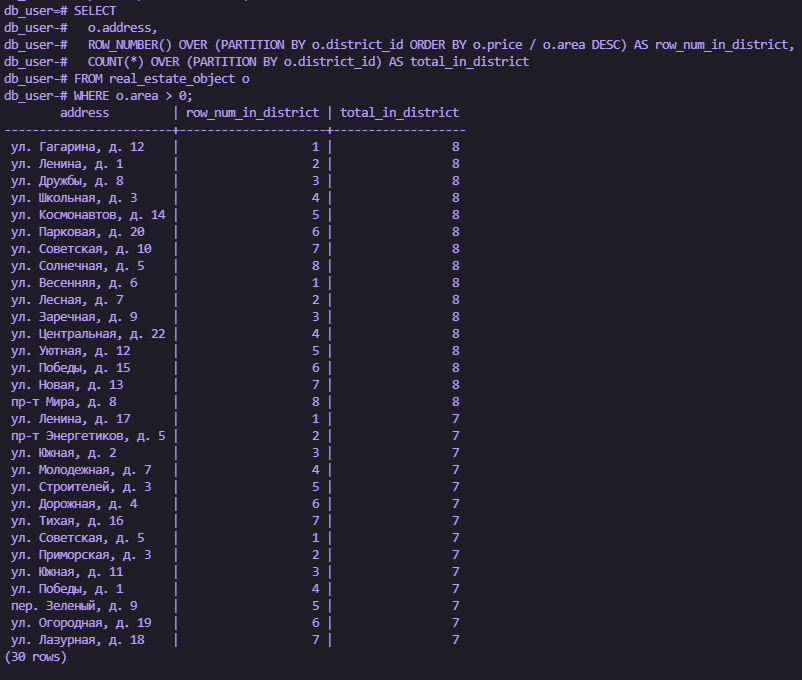 db_user=# SELECT
db_user-#   o.address,
db_user-#   ROW_NUMBER() OVER (PARTITION BY o.district_id ORDER BY o.price / o.area DESC) AS row_num_in_district,
db_user-#   COUNT(*) OVER (PARTITION BY o.district_id) AS total_in_district
db_user-# FROM real_estate_object o
db_user-# WHERE o.area > 0;
        address         | row_num_in_district | total_in_district
------------------------+---------------------+-------------------
 ул. Гагарина, д. 12    |                   1 |                 8
 ул. Ленина, д. 1       |                   2 |                 8
 ул. Дружбы, д. 8       |                   3 |                 8
 ул. Школьная, д. 3     |                   4 |                 8
 ул. Космонавтов, д. 14 |                   5 |                 8
 ул. Парковая, д. 20    |                   6 |                 8
 ул. Советская, д. 10   |                   7 |                 8
 ул. Солнечная, д. 5    |                   8 |                 8
 ул. Весенняя, д. 6     |                   1 |                 8
 ул. Лесная, д. 7       |                   2 |                 8
 ул. Заречная, д. 9     |                   3 |                 8
 ул. Центральная, д. 22 |                   4 |                 8
 ул. Уютная, д. 12      |                   5 |                 8
 ул. Победы, д. 15      |                   6 |                 8
 ул. Новая, д. 13       |                   7 |                 8
 пр-т Мира, д. 8        |                   8 |                 8
 ул. Ленина, д. 17      |                   1 |                 7
 пр-т Энергетиков, д. 5 |                   2 |                 7
 ул. Южная, д. 2        |                   3 |                 7
 ул. Молодежная, д. 7   |                   4 |                 7
 ул. Строителей, д. 3   |                   5 |                 7
 ул. Дорожная, д. 4     |                   6 |                 7
 ул. Тихая, д. 16       |                   7 |                 7
 ул. Советская, д. 5    |                   1 |                 7
 ул. Приморская, д. 3   |                   2 |                 7
 ул. Южная, д. 11       |                   3 |                 7
 ул. Победы, д. 1       |                   4 |                 7
 пер. Зеленый, д. 9     |                   5 |                 7
 ул. Огородная, д. 19   |                   6 |                 7
 ул. Лазурная, д. 18    |                   7 |                 7
(30 rows)